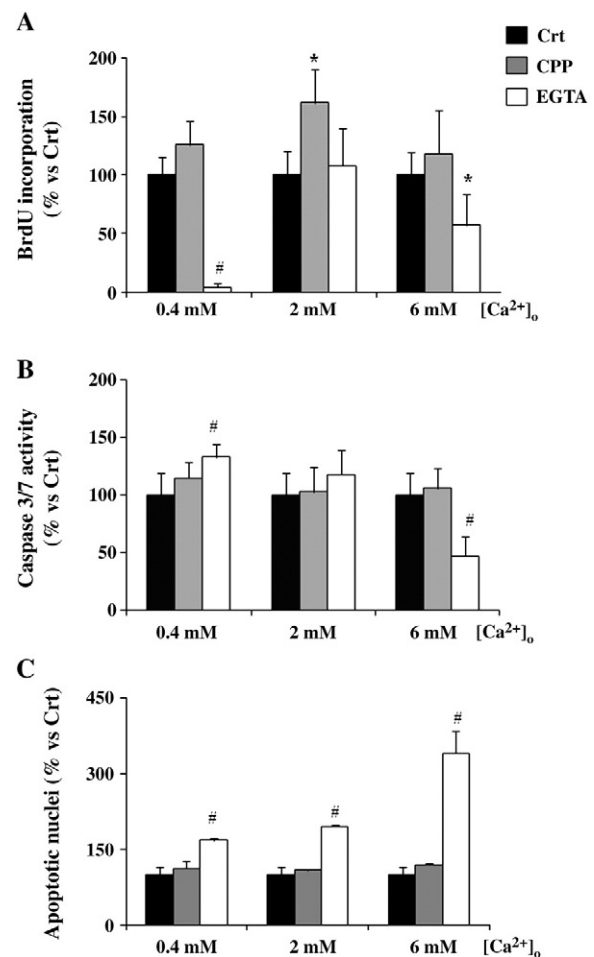 A
Crt
CPP
EGTA
BrdU incorporation
(% vs Crt)
200
150
100
50
0
*
#
*
0.4 mM 2 mM 6 mM [Ca²⁺]ₒ
B
Caspase 3/7 activity
(% vs Crt)
200
150
100
50
0
#
#
0.4 mM 2 mM 6 mM [Ca²⁺]ₒ
C
Apoptotic nuclei (% vs Crt)
450
300
150
0
#
#
#
0.4 mM 2 mM 6 mM [Ca²⁺]ₒ